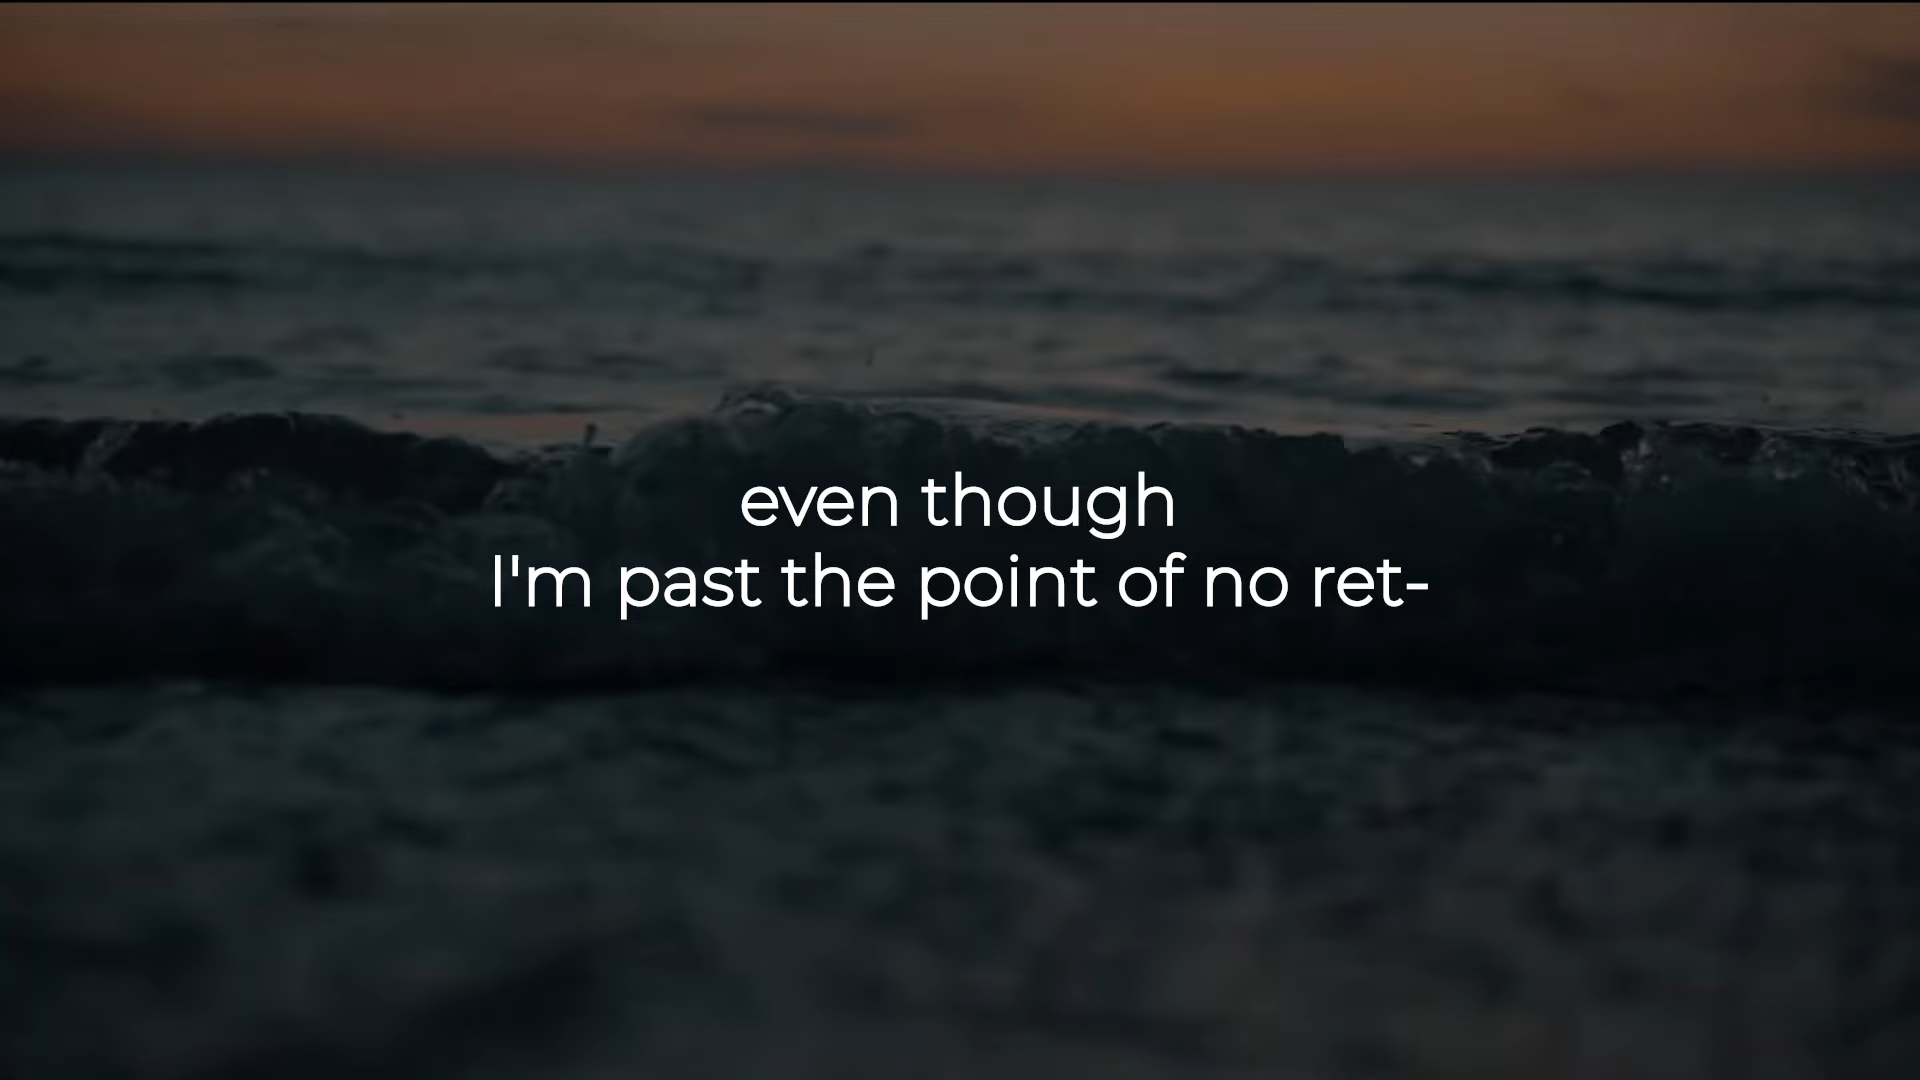 even though
I'm past the point of no ret-